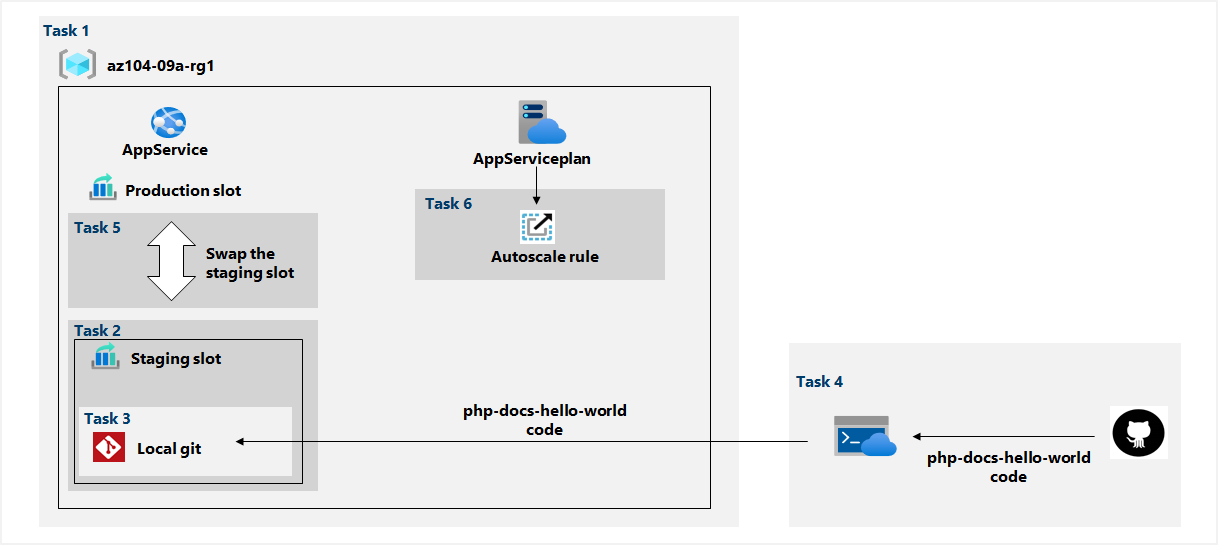 Task 1
az104-09a-rg1
AppService
Production slot
Task 5
Swap the
staging slot
Task 2
Staging slot
Task 3
Local git
AppServiceplan
Task 6
Autoscale rule
php-docs-hello-world
code
Task 4
php-docs-hello-world
code